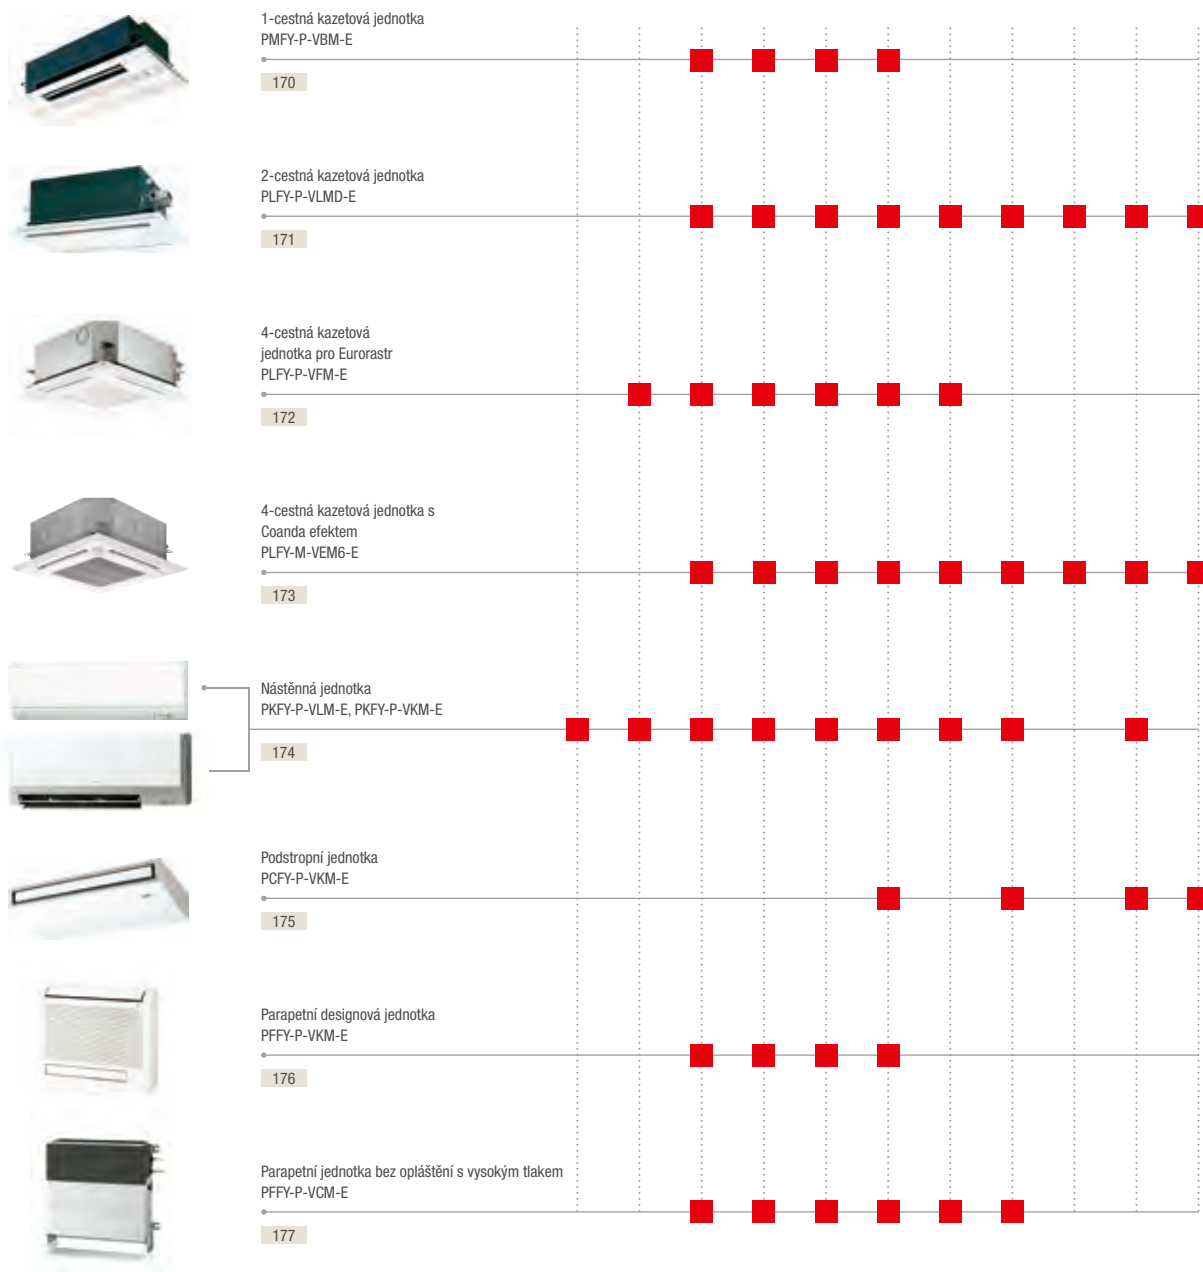 1-cestná kazetová jednotka
PMFY-P-VBM-E
170
2-cestná kazetová jednotka
PLFY-P-VLMD-E
171
4-cestná kazetová
jednotka pro Eurorastr
PLFY-P-VFM-E
172
4-cestná kazetová jednotka s
Coanda efektem
PLFY-M-VEM6-E
173
Nástěnná jednotka
PKFY-P-VLM-E, PKFY-P-VKM-E
174
Podstropní jednotka
PCFY-P-VKM-E
175
Parapetní designová jednotka
PFFY-P-VKM-E
176
Parapetní jednotka bez opláštění s vysokým tlakem
PFFY-P-VCM-E
177